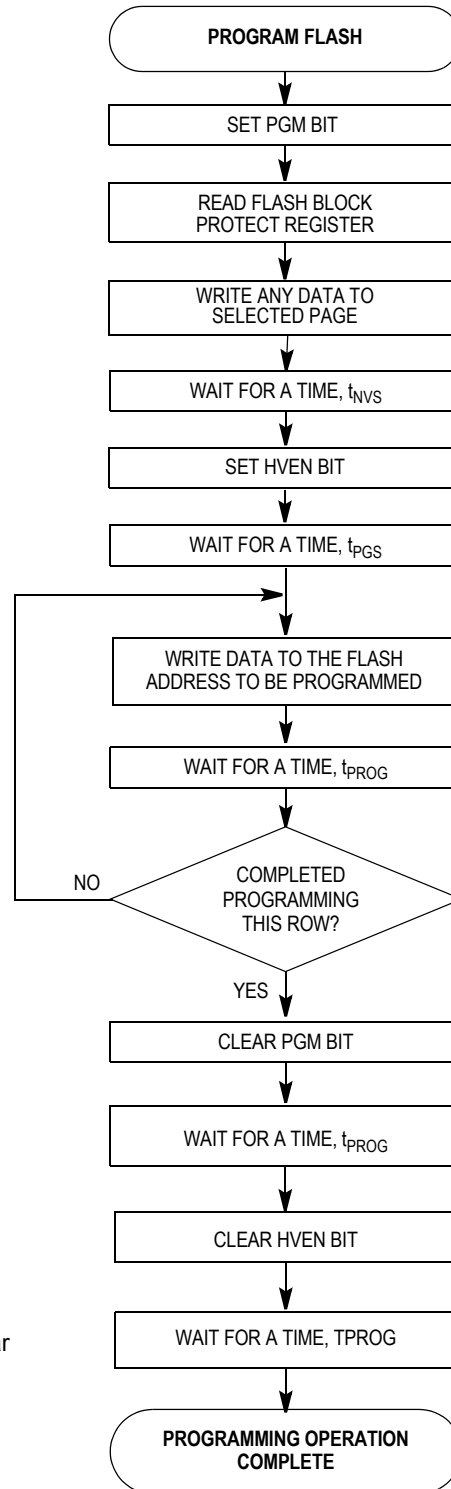 PROGRAM FLASH
SET PGM BIT
READ FLASH BLOCK
PROTECT REGISTER
WRITE ANY DATA TO
SELECTED PAGE
WAIT FOR A TIME, tNVS
SET HVEN BIT
WAIT FOR A TIME, tPGS
WRITE DATA TO THE FLASH
ADDRESS TO BE PROGRAMMED
WAIT FOR A TIME, tPROG
COMPLETED
PROGRAMMING
THIS ROW?
NO
YES
CLEAR PGM BIT
WAIT FOR A TIME, tPROG
CLEAR HVEN BIT
WAIT FOR A TIME, TPROG
PROGRAMMING OPERATION
COMPLETE